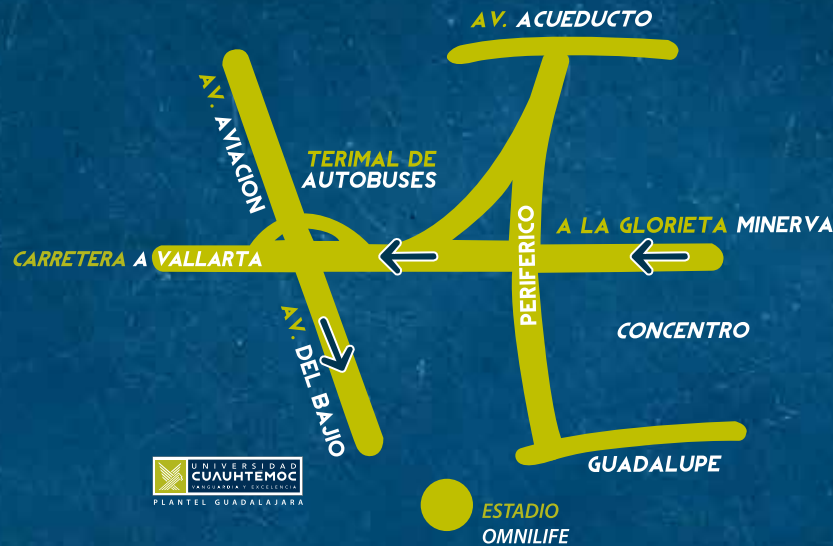 AV. ACUEDUCTO
AV. AVIACION
TERIMAL DE
AUTOBUSES
PERIFERICO
A LA GLORIETA MINERVA
CARRETERA A VALLARTA
AV. DEL BAJIO
CONCENTRO
GUADALUPE
UNIVERSIDAD
CUAUHTEMOC
VANGUARDIA Y EXCELENCIA
PLANTEL GUADALAJARA
ESTADIO
OMNILIFE